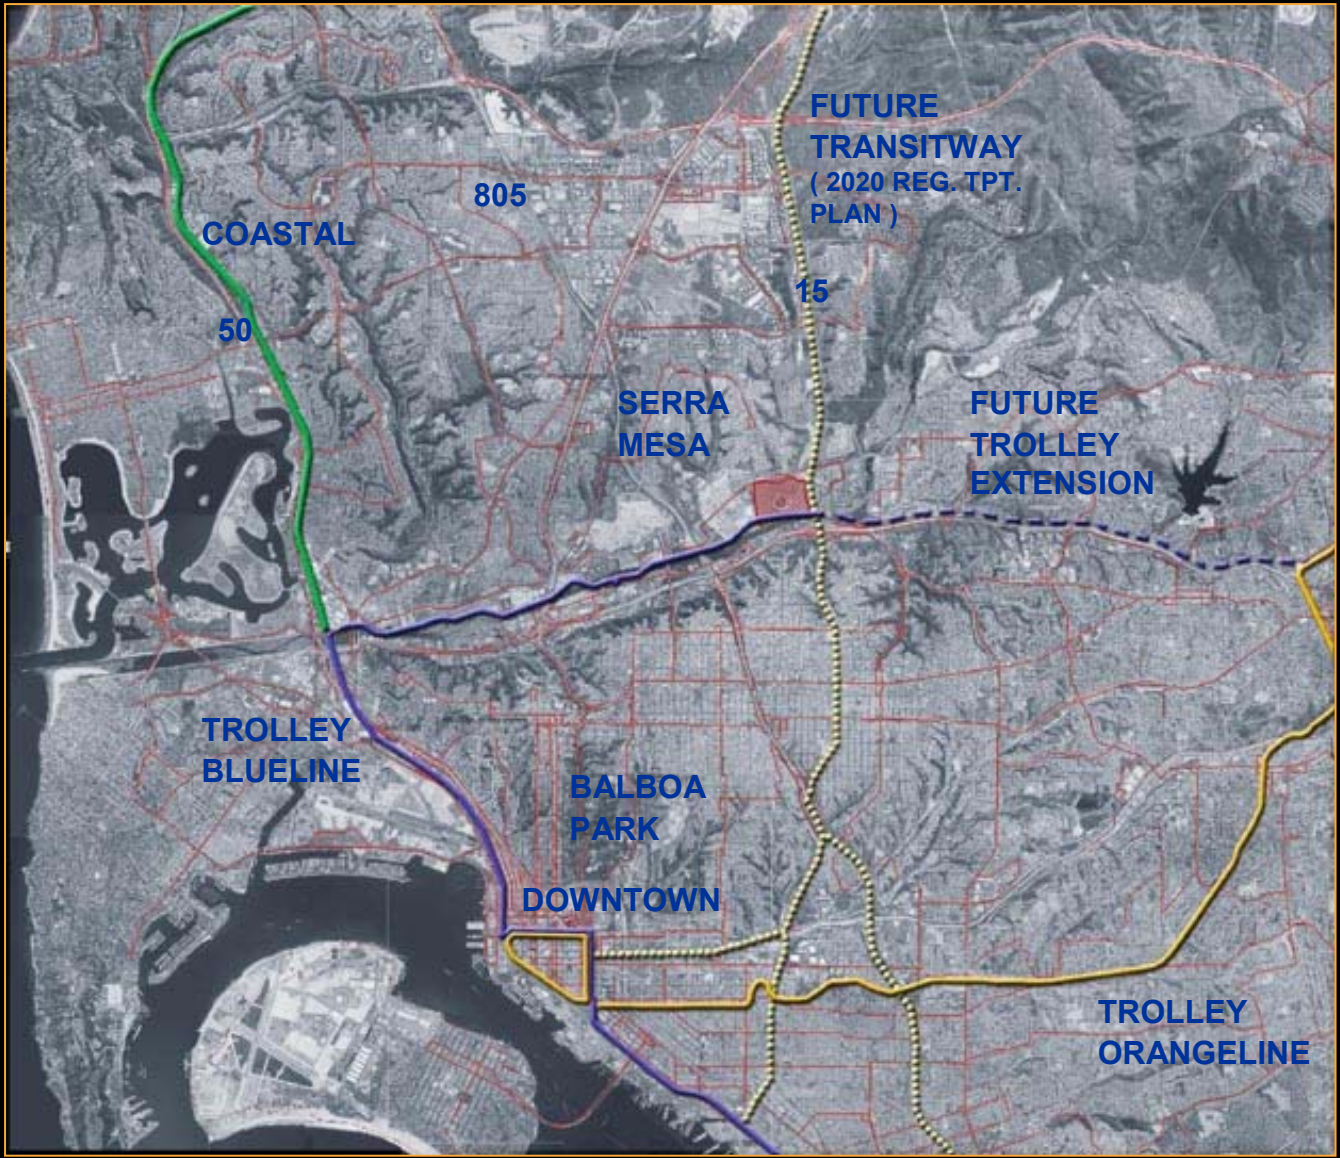 FUTURE
TRANSITWAY
( 2020 REG. TPT.
PLAN )
805
COASTAL
15
50
SERRA
MESA
FUTURE
TROLLEY
EXTENSION
TROLLEY
BLUELINE
BALBOA
PARK
DOWNTOWN
TROLLEY
ORANGELINE